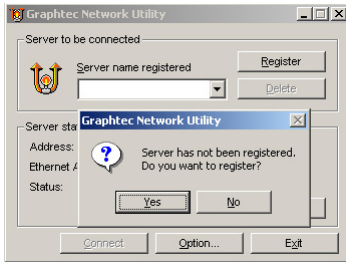 Graphtec Network Utility
Server to be connected
Server name registered
Register
Delete
Server sta
Graphtec Network Utility
Address:
Ethernet A
Status:
Server has not been registered.
Do you want to register?
Yes No
Connect Option... Exit